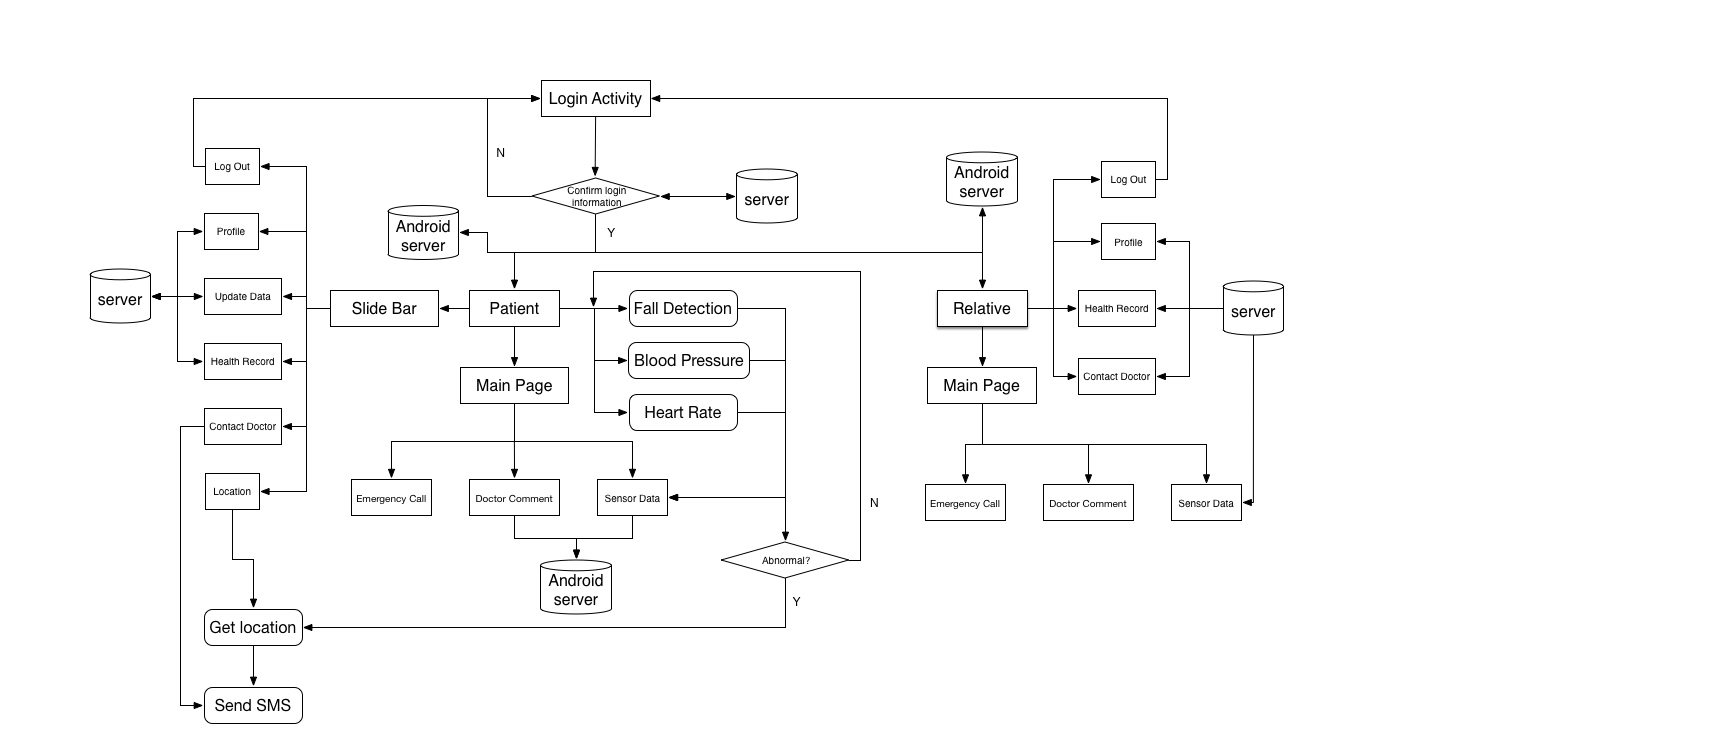 Login Activity
N
Confirm login
information
server
Y
Android
server
Android
server
Log Out
Profile
server
Update Data
Health Record
Contact Doctor
Location
Slide Bar
Patient
Main Page
Fall Detection
Blood Pressure
Heart Rate
Emergency Call
Doctor Comment
Sensor Data
Android
server
Abnormal?
N
Y
Get location
Send SMS
Relative
Main Page
Log Out
Profile
Health Record
Contact Doctor
server
Emergency Call
Doctor Comment
Sensor Data